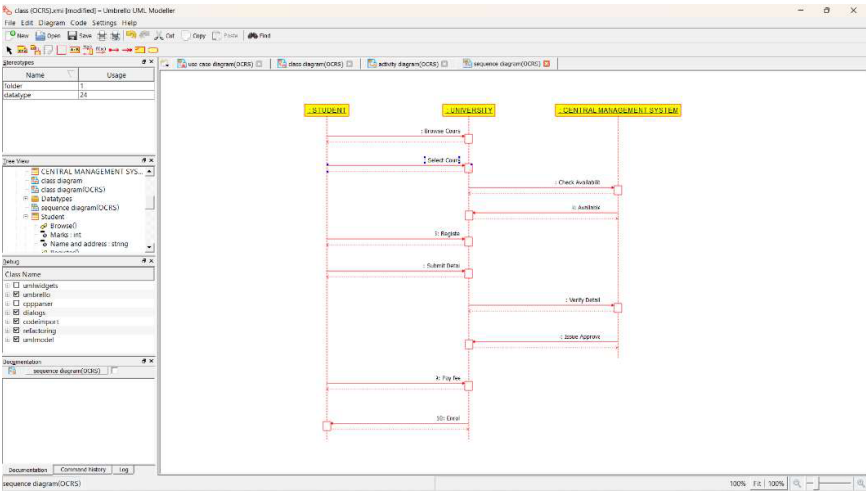 class (OCRS).xmi [modified] – Umbrello UML Modeller
File Edit Diagram Code Settings Help
New Open Save Cut Copy Paste Find
Stereotypes
Name Usage
folder 1
datatype 24
Tree View
CENTRAL MANAGEMENT SYS...
class diagram
class diagram(OCRS)
Datatypes
sequence diagram(OCRS)
Student
Browse()
Marks : int
Name and address : string
Register()
Debug
Class Name
umlwidgets
umbrello
cppparser
dialogs
codeimport
refactoring
umlmodel
Documentation
sequence diagram(OCRS)
Documentation Command History Log
sequence diagram(OCRS)
use case diagram(OCRS) class diagram(OCRS) activity diagram(OCRS) sequence diagram(OCRS)
: STUDENT : UNIVERSITY : CENTRAL MANAGEMENT SYSTEM
: Browse Cours
: Select Cours
: Check Availabilit
: Available
: Registe
: Submit Detai
: Verify Detail
: Issue Approve
9: Pay fee
10: Enrol
100% Fit 100%